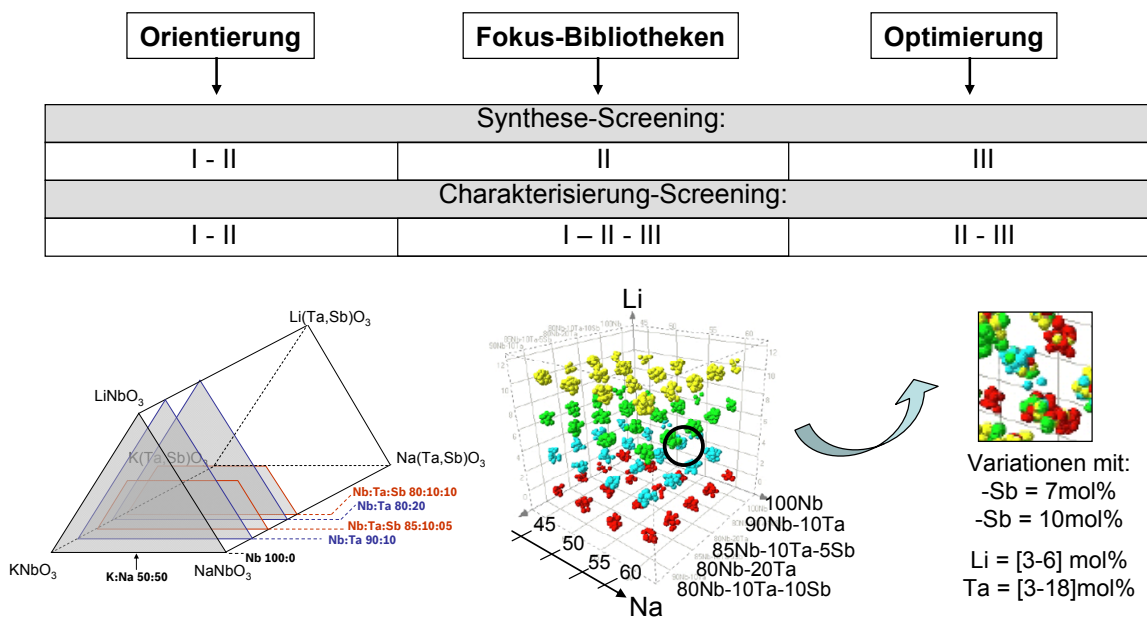 Orientierung
Fokus-Bibliotheken
Optimierung
Synthese-Screening:
I - II
II
III
Charakterisierung-Screening:
I - II
I – II - III
II - III
Li(Ta,Sb)O3
LiNbO3
K(Ta,Sb)O3
Na(Ta,Sb)O3
Nb:Ta:Sb 80:10:10
Nb:Ta 80:20
Nb:Ta:Sb 85:10:05
Nb:Ta 90:10
Nb 100:0
KNbO3
K:Na 50:50
NaNbO3
Li
45
50
55
60
Na
100Nb
90Nb-10Ta
85Nb-10Ta-5Sb
80Nb-20Ta
80Nb-10Ta-10Sb
Variationen mit:
-Sb = 7mol%
-Sb = 10mol%
Li = [3-6] mol%
Ta = [3-18]mol%